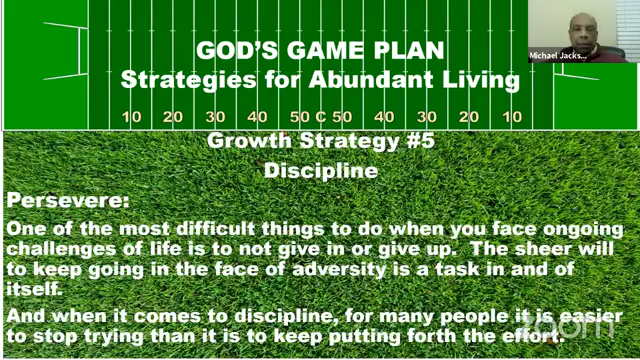 GOD'S GAME PLAN
Strategies for Abundant Living
Michael Jacks...
10 20 30 40 50 C 50 40 30 20 10
Growth Strategy #5
Discipline
Persevere:
One of the most difficult things to do when you face ongoing
challenges of life is to not give in or give up. The sheer will
to keep going in the face of adversity is a task in and of
itself.
And when it comes to discipline, for many people it is easier
to stop trying than it is to keep putting forth the effort.
zoom